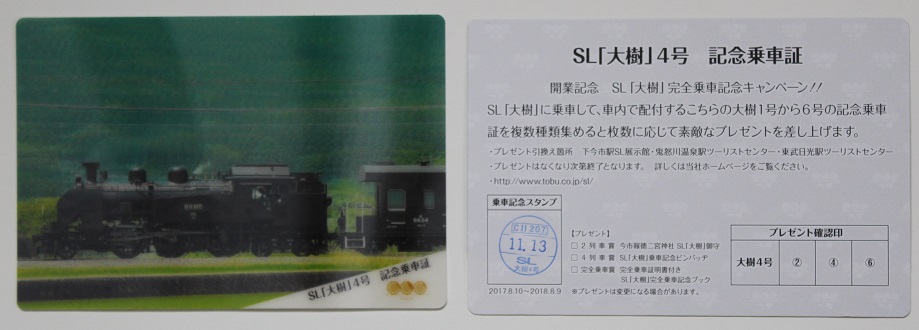 SL「大樹」4号 記念乗車証
SL「大樹」4号 記念乗車証
開業記念 SL「大樹」完全乗車記念キャンペーン!!
SL「大樹」に乗車して、車内で配付するこちらの大樹1号から6号の記念乗車
証を複数種類集めると枚数に応じて素敵なプレゼントを差し上げます。
・プレゼント引換え箇所 下今市駅SL展示館・鬼怒川温泉駅ツーリストセンター・東武日光駅ツーリストセンター
・プレゼントはなくなり次第終了となります。 詳しくは当社ホームページをご覧ください。
・http://www.tobu.co.jp/sl/
乗車記念スタンプ
C11 207
11.13
SL
大樹4号
【プレゼント】
□ 2列車賞 今市報徳二宮神社 SL「大樹」御守
□ 4列車賞 SL「大樹」乗車記念ピンバッチ
□ 完全乗車賞 完全乗車証明書付き
SL「大樹」完全乗車記念ブック
2017.8.10~2018.8.9 ※プレゼントは変更になる場合があります。
プレゼント確認印
大樹4号 ② ④ ⑥